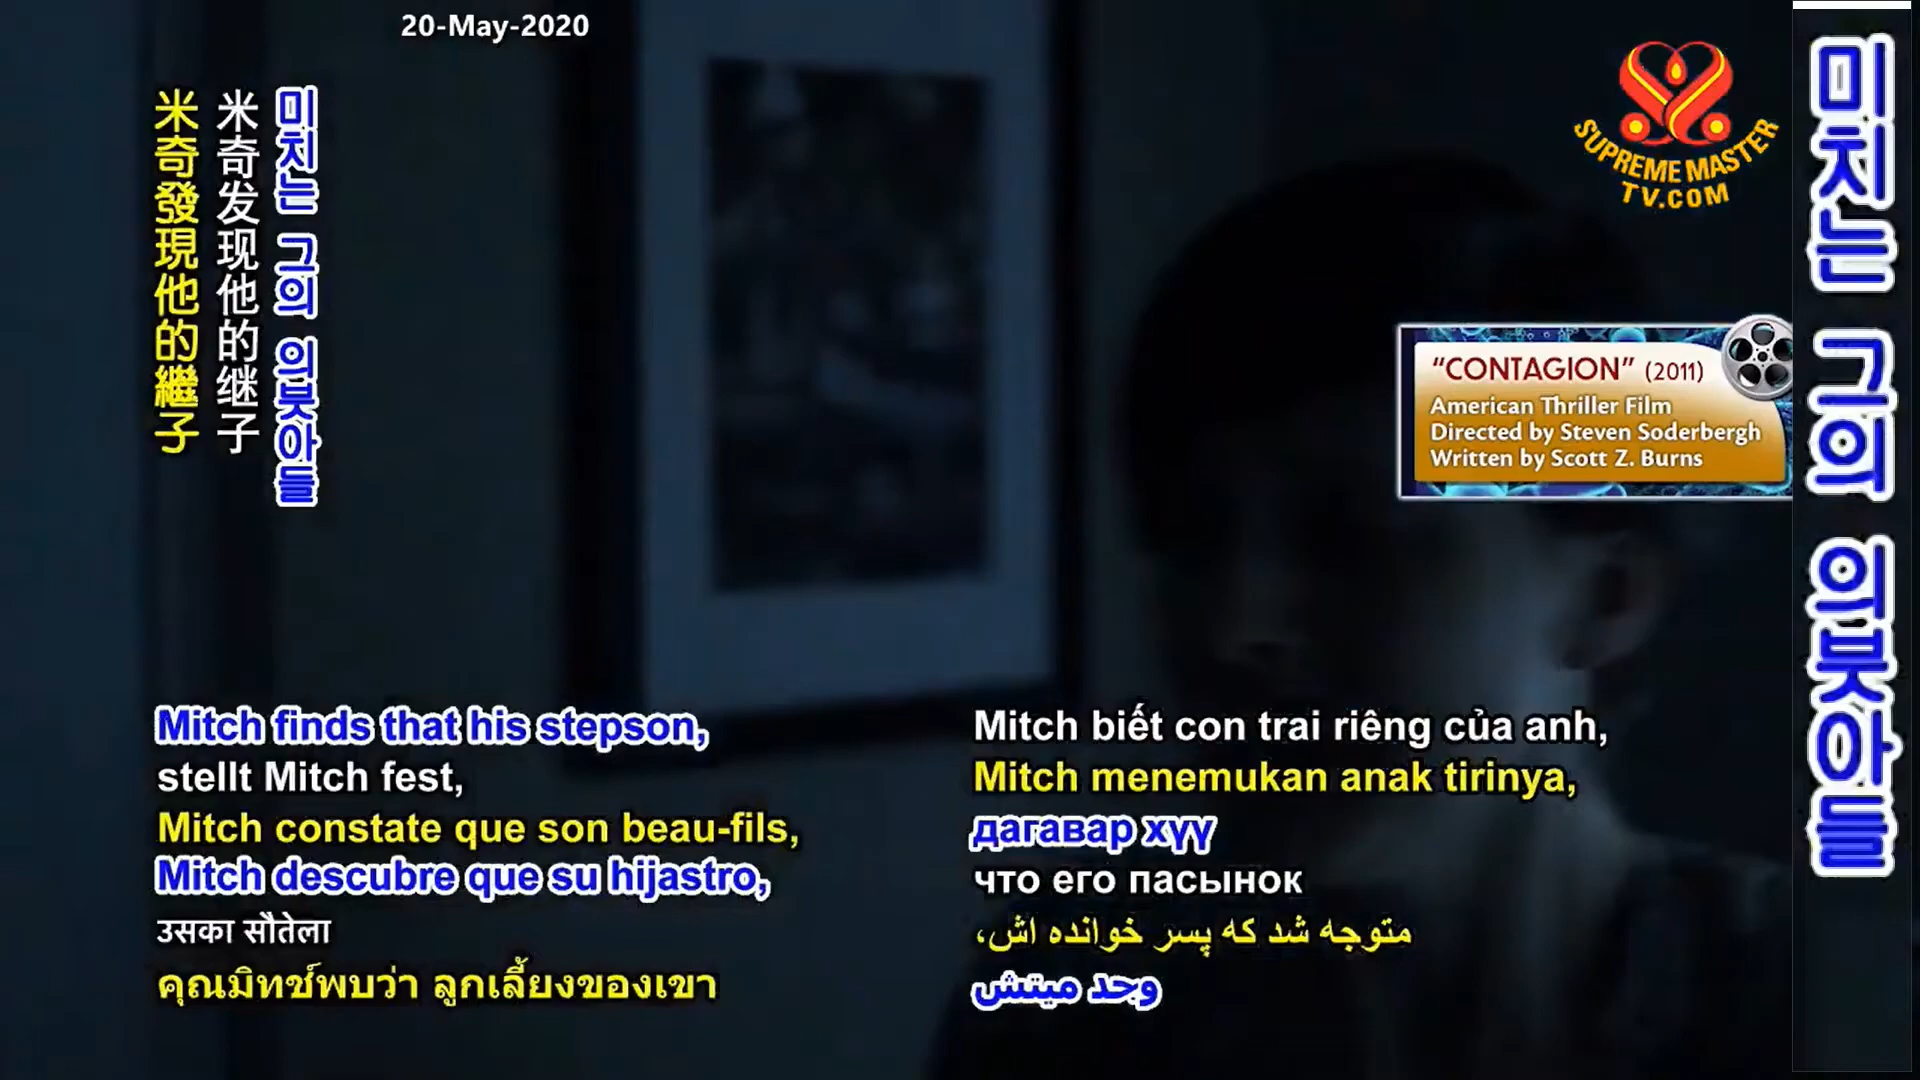 20-May-2020
米奇發現他的繼子
米奇发现他的继子
미치는 그의 의붓아들
SUPREME MASTER
TV.COM
미치는 그의 의붓아들
“CONTAGION” (2011)
American Thriller Film
Directed by Steven Soderbergh
Written by Scott Z. Burns
Mitch finds that his stepson,
stellt Mitch fest,
Mitch constate que son beau-fils,
Mitch descubre que su hijastro,
उसका सौतेला
คุณมิทช์พบว่า ลูกเลี้ยงของเขา
Mitch biết con trai riêng của anh,
Mitch menemukan anak tirinya,
дагавар хүү
что его пасынок
متوجه شد که پسر خوانده اش،
وجد ميتش